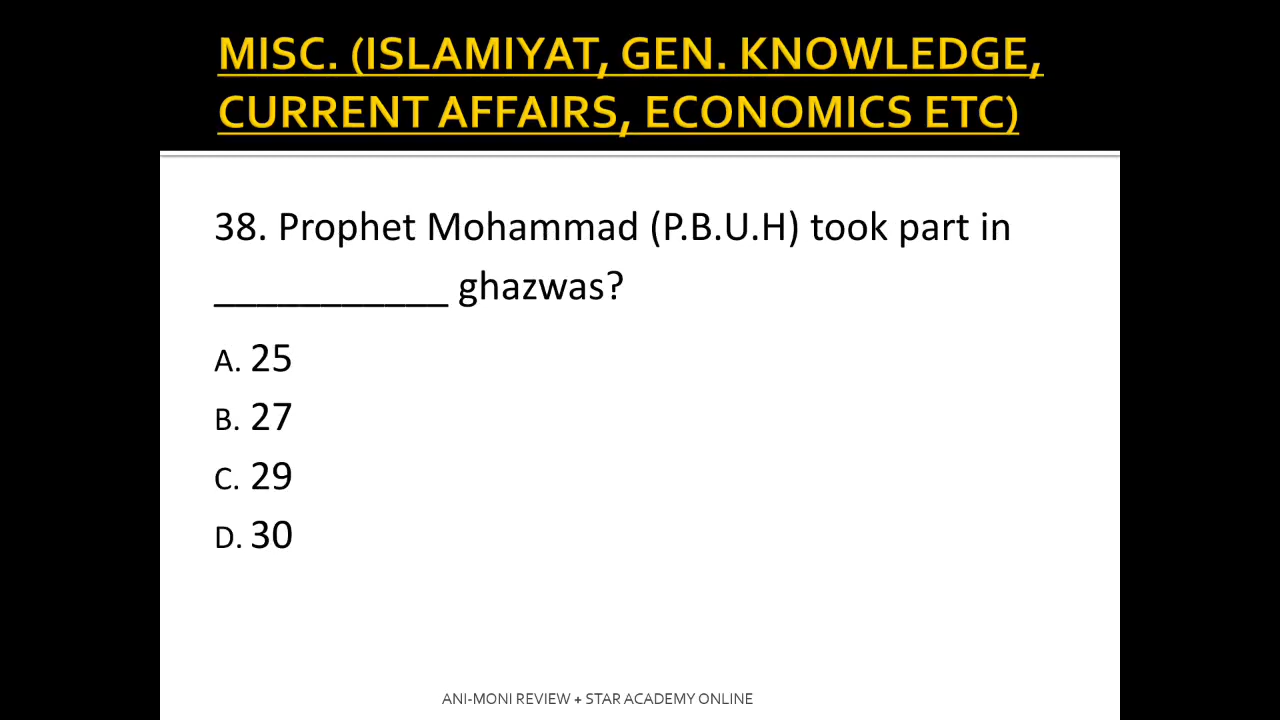 MISC. (ISLAMIYAT, GEN. KNOWLEDGE,
CURRENT AFFAIRS, ECONOMICS ETC)
38. Prophet Mohammad (P.B.U.H) took part in
___________ ghazwas?
A. 25
B. 27
C. 29
D. 30
ANI-MONI REVIEW + STAR ACADEMY ONLINE